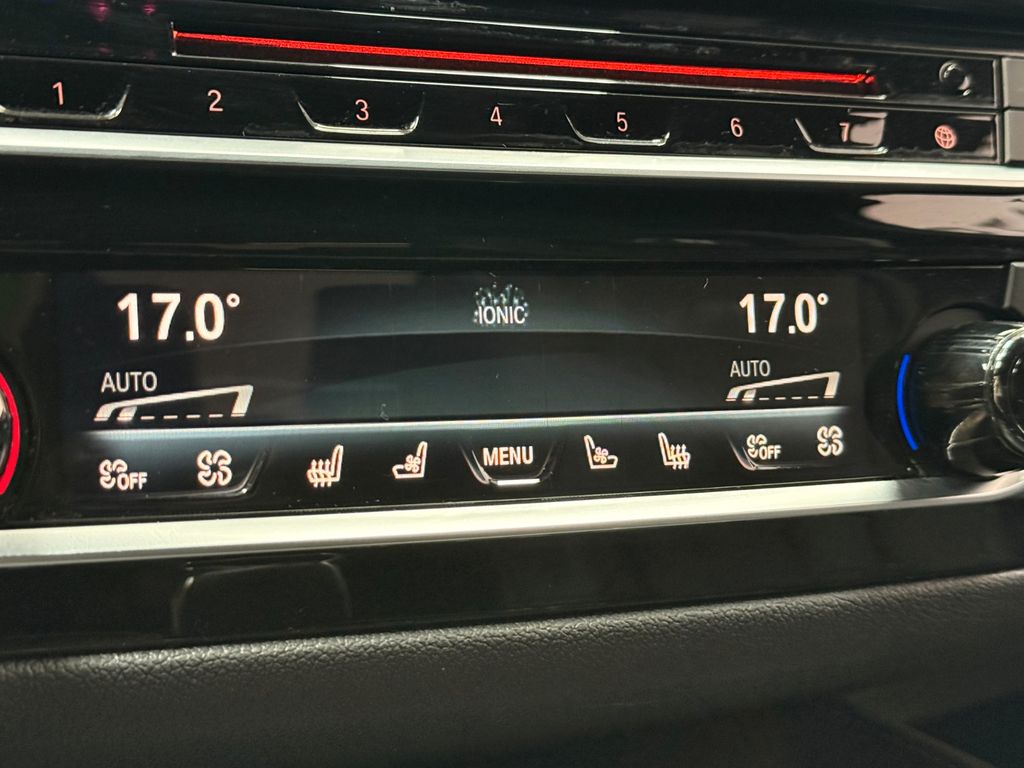 1 2 3 4 5 6 7
17.0° IONIC 17.0°
AUTO AUTO
OFF MENU OFF